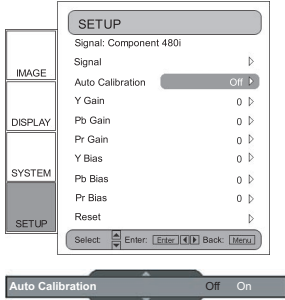 SETUP
Signal: Component 480i
Signal
Auto Calibration Off
Y Gain 0
Pb Gain 0
Pr Gain 0
Y Bias 0
Pb Bias 0
Pr Bias 0
Reset
IMAGE
DISPLAY
SYSTEM
SETUP
Select: Enter: Enter Back: Menu
Auto Calibration Off On